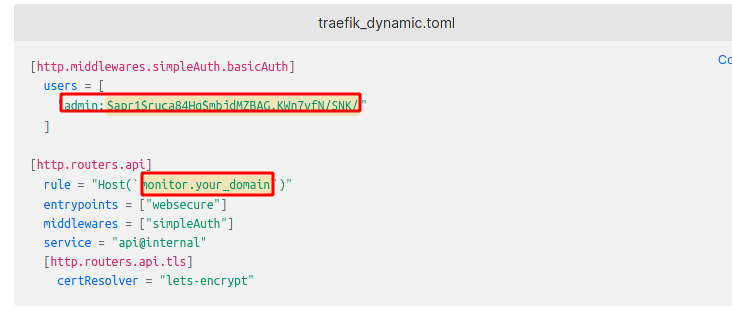 traefik_dynamic.toml
Co
[http.middlewares.simpleAuth.basicAuth]
users = [
"admin:$apr1$ruca84Hq$mbjdMZBAG.KWn7vfN/SNK/"
]
[http.routers.api]
rule = "Host(`monitor.your_domain`)"
entrypoints = ["websecure"]
middlewares = ["simpleAuth"]
service = "api@internal"
[http.routers.api.tls]
certResolver = "lets-encrypt"